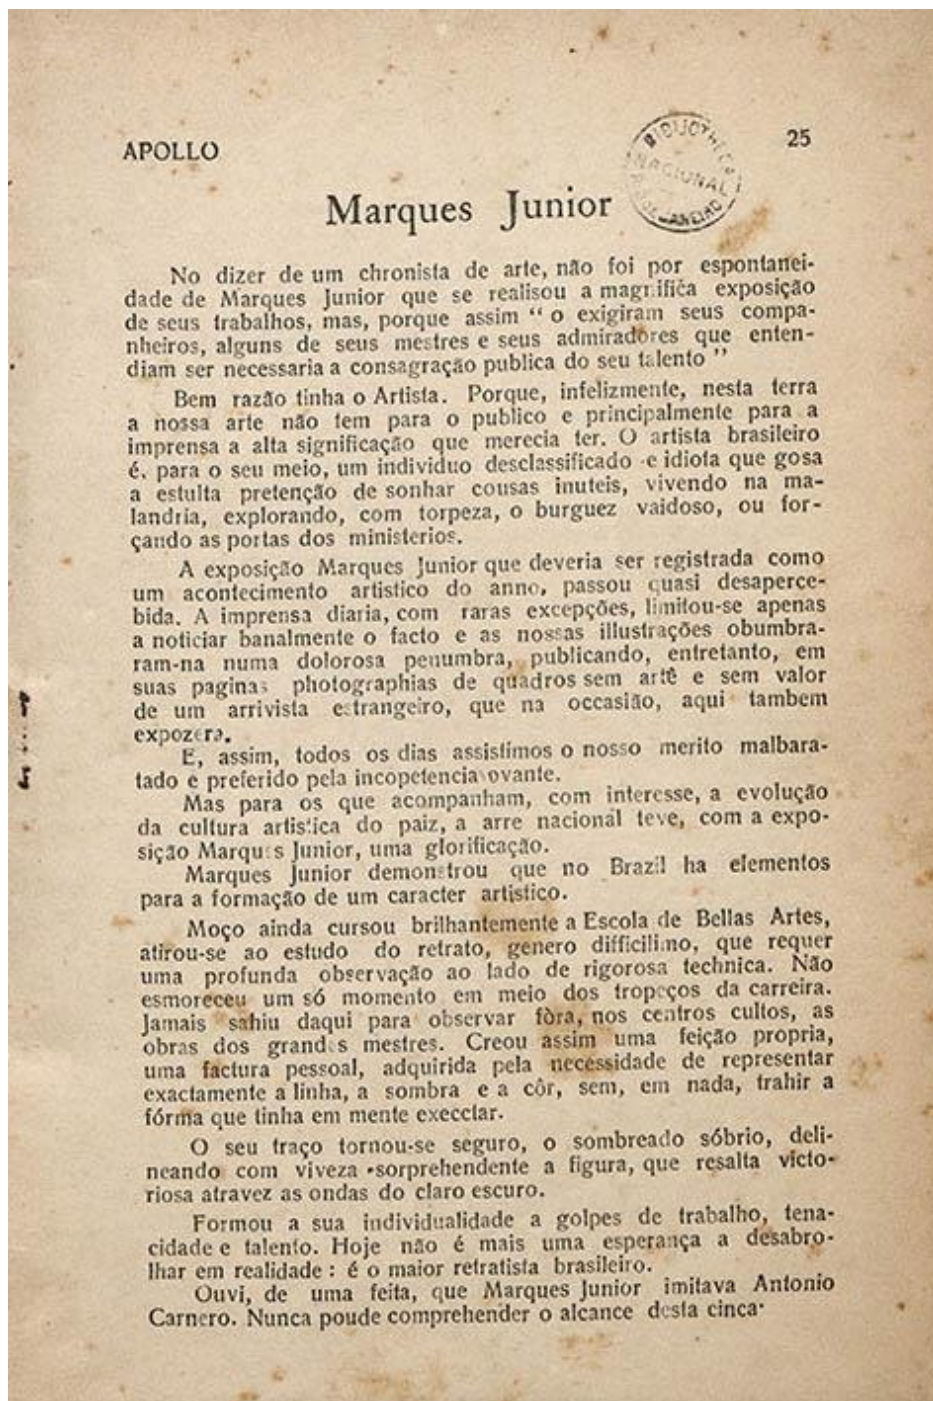 APOLLO
25
BIBLIOTHECA
NACIONAL
RIO DE JANEIRO
Marques Junior
No dizer de um chronista de arte, não foi por espontanei-
dade de Marques Junior que se realisou a magnifica exposição
de seus trabalhos, mas, porque assim “ o exigiram seus compa-
nheiros, alguns de seus mestres e seus admiradores que enten-
diam ser necessaria a consagração publica do seu talento ”
Bem razão tinha o Artista. Porque, infelizmente, nesta terra
a nossa arte não tem para o publico e principalmente para a
imprensa a alta significação que merecia ter. O artista brasileiro
é, para o seu meio, um individuo desclassificado e idiota que gosa
a estulta pretenção de sonhar cousas inuteis, vivendo na ma-
landria, explorando, com torpeza, o burguez vaidoso, ou for-
çando as portas dos ministerios.
A exposição Marques Junior que deveria ser registrada como
um acontecimento artistico do anno, passou quasi desaperce-
bida. A imprensa diaria, com raras excepções, limitou-se apenas
a noticiar banalmente o facto e as nossas illustrações obumbra-
ram-na numa dolorosa penumbra, publicando, entretanto, em
suas paginas photographias de quadros sem artê e sem valor
de um arrivista estrangeiro, que na occasião, aqui tambem
expozera.
E, assim, todos os dias assistimos o nosso merito malbara-
tado e preferido pela incopetencia ovante.
Mas para os que acompanham, com interesse, a evolução
da cultura artistica do paiz, a arre nacional teve, com a expo-
sição Marques Junior, uma glorificação.
Marques Junior demonstrou que no Brazil ha elementos
para a formação de um caracter artistico.
Moço ainda cursou brilhantemente a Escola de Bellas Artes,
atirou-se ao estudo do retrato, genero difficilimo, que requer
uma profunda observação ao lado de rigorosa technica. Não
esmoreceu um só momento em meio dos tropeços da carreira.
Jamais sahiu daqui para observar fòra, nos centros cultos, as
obras dos grandes mestres. Creou assim uma feição propria,
uma factura pessoal, adquirida pela necessidade de representar
exactamente a linha, a sombra e a côr, sem, em nada, trahir a
fórma que tinha em mente execctar.
O seu traço tornou-se seguro, o sombreado sóbrio, deli-
neando com viveza sorprehendente a figura, que resalta victo-
riosa atravez as ondas do claro escuro.
Formou a sua individualidade a golpes de trabalho, tena-
cidade e talento. Hoje não é mais uma esperança a desabro-
lhar em realidade : é o maior retratista brasileiro.
Ouvi, de uma feita, que Marques Junior imitava Antonio
Carnero. Nunca poude comprehender o alcance desta cinca-